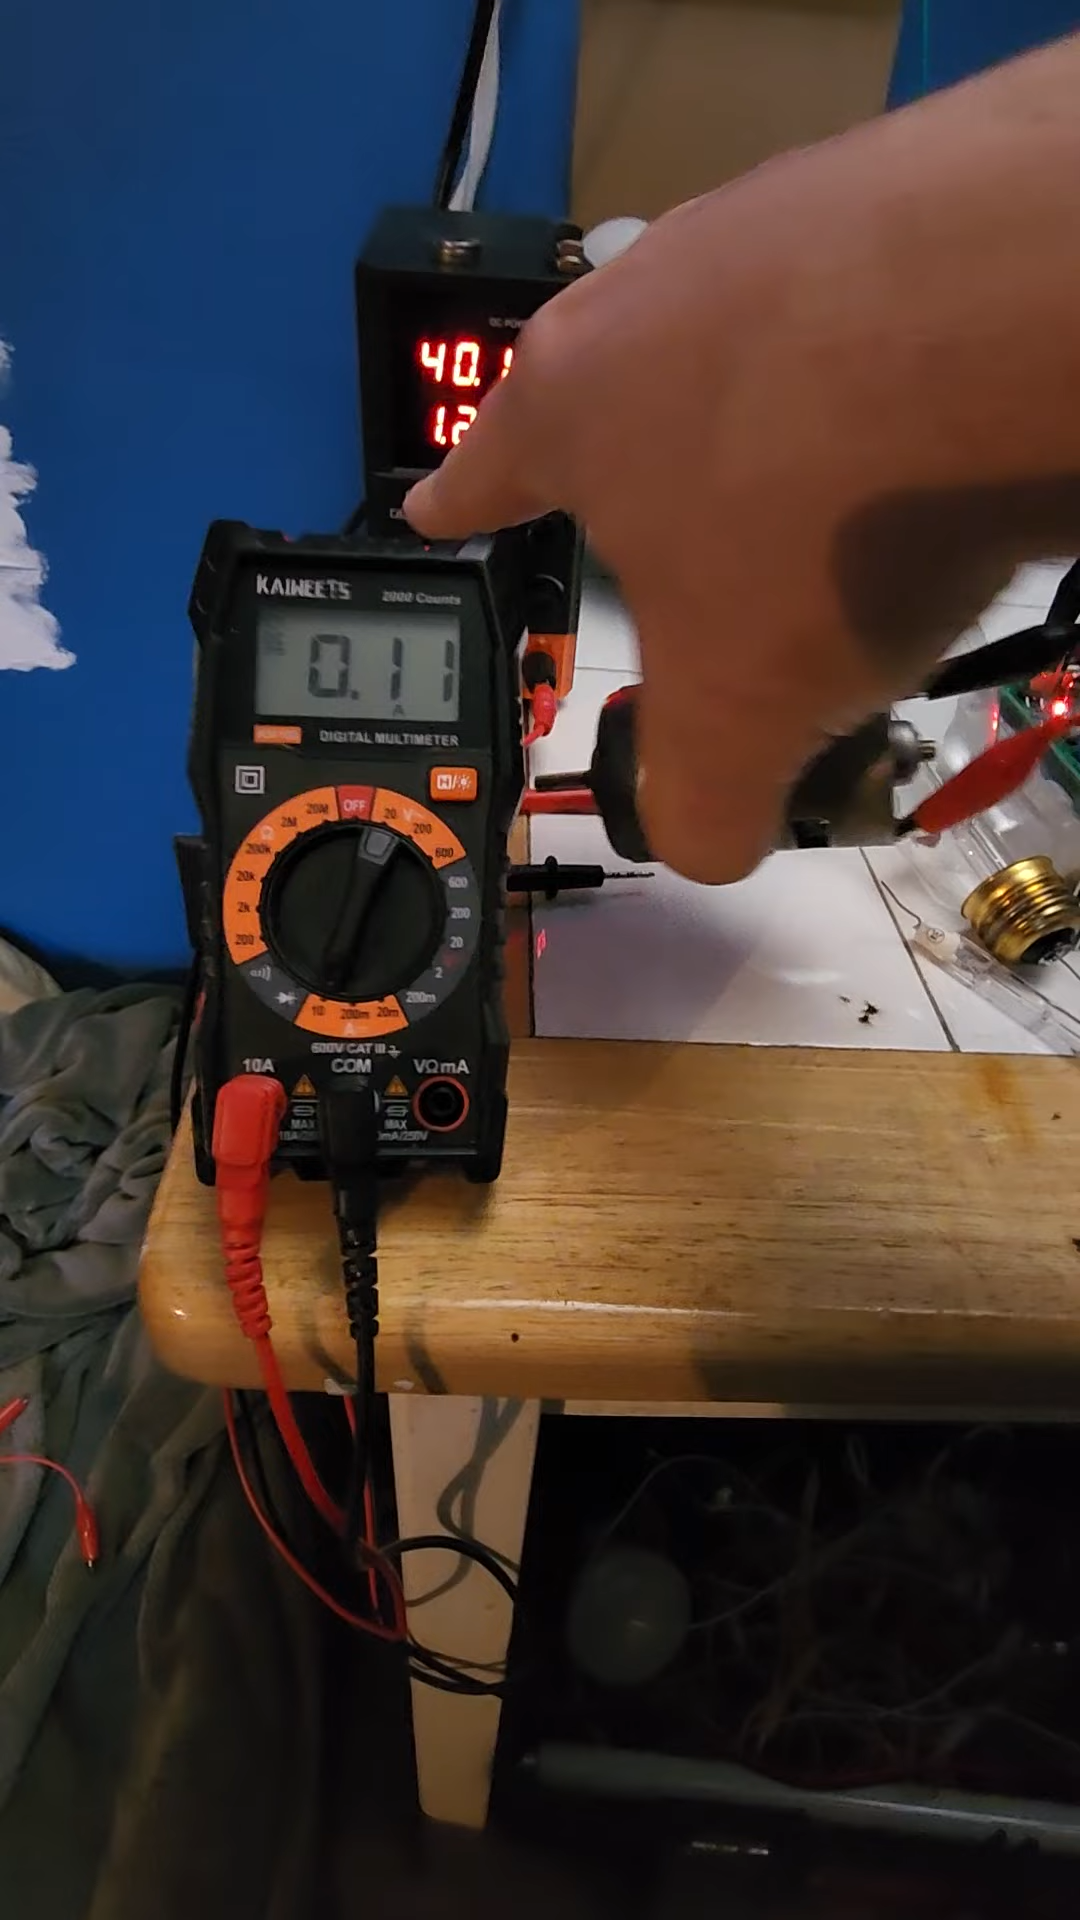 40.1
1.2
KAIWEETS 2000 Counts
0.11
A
DIGITAL MULTIMETER
H/
OFF
20M 20 V
2M 200
Ω
200k 600
20k 600
2k 200
200 20
2
200m
10 200m 20m
A
600V CAT III
10A COM VΩmA
MAX MAX